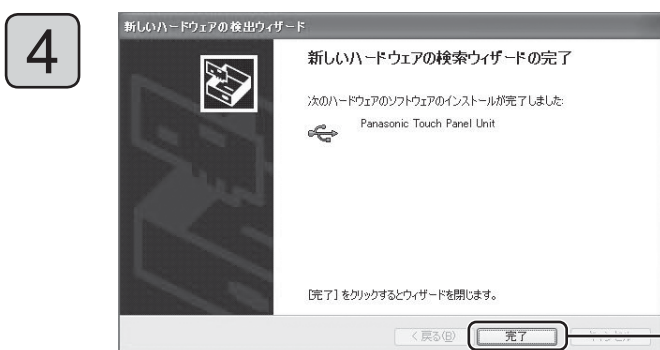 4
新しいハードウェアの検出ウィザード
新しいハードウェアの検索ウィザードの完了
次のハードウェアのソフトウェアのインストールが完了しました:
Panasonic Touch Panel Unit
[完了] をクリックするとウィザードを閉じます。
< 戻る(B) 完了 キャンセル